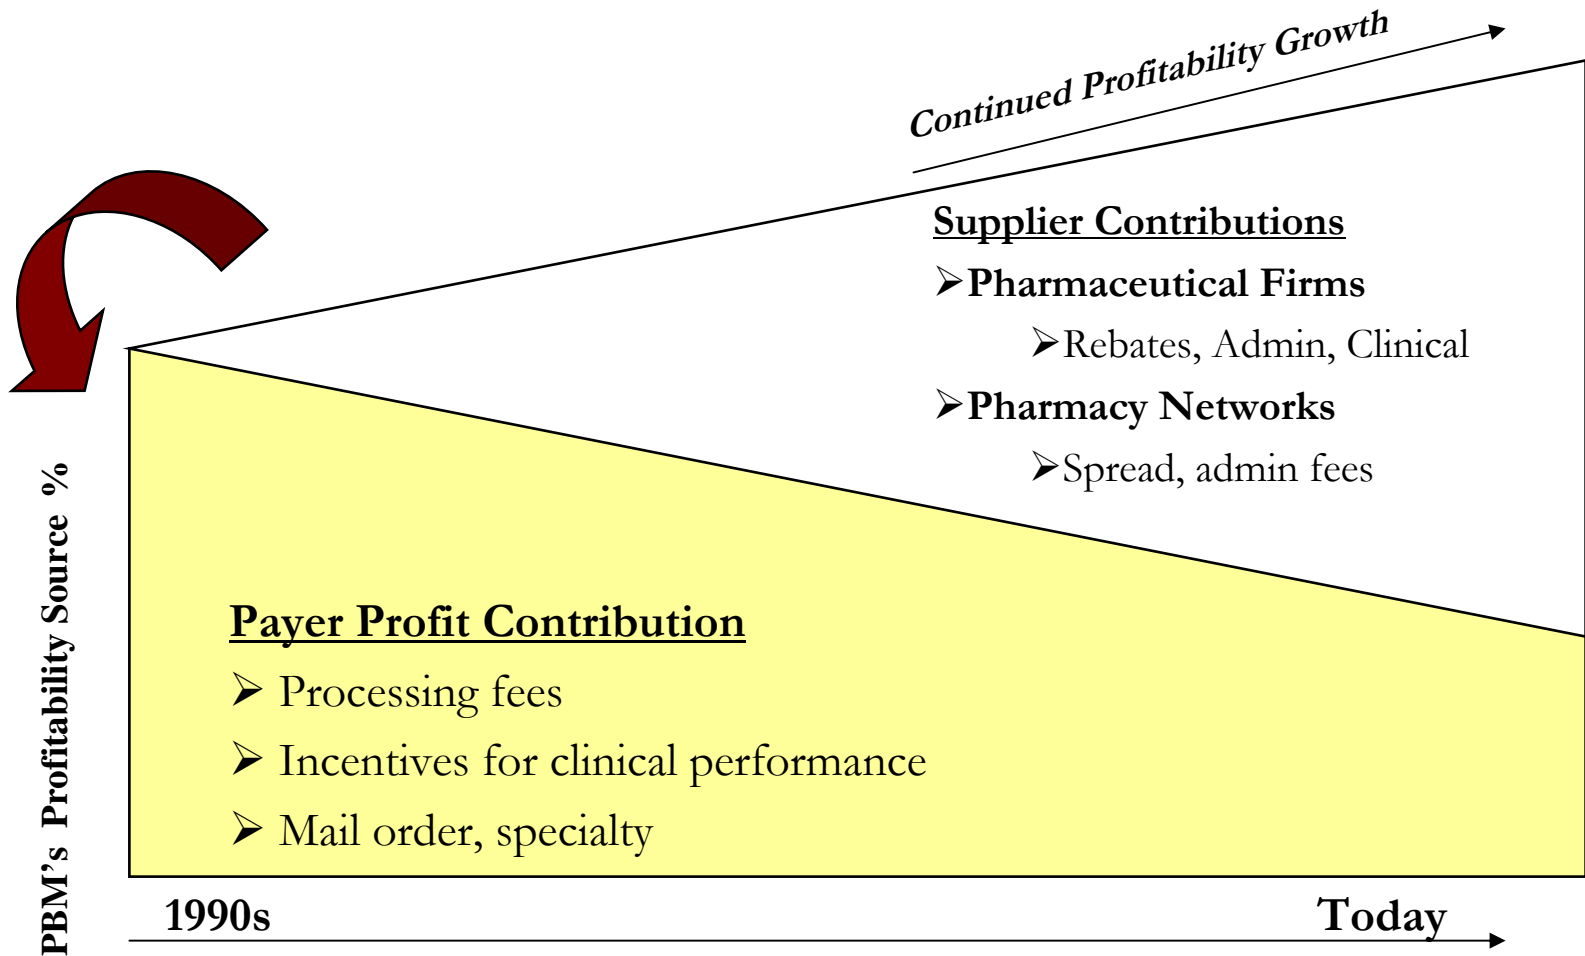 Continued Profitability Growth
Supplier Contributions
➢Pharmaceutical Firms
➢Rebates, Admin, Clinical
➢Pharmacy Networks
➢Spread, admin fees
PBM’s Profitability Source %
Payer Profit Contribution
➢ Processing fees
➢ Incentives for clinical performance
➢ Mail order, specialty
1990s
Today